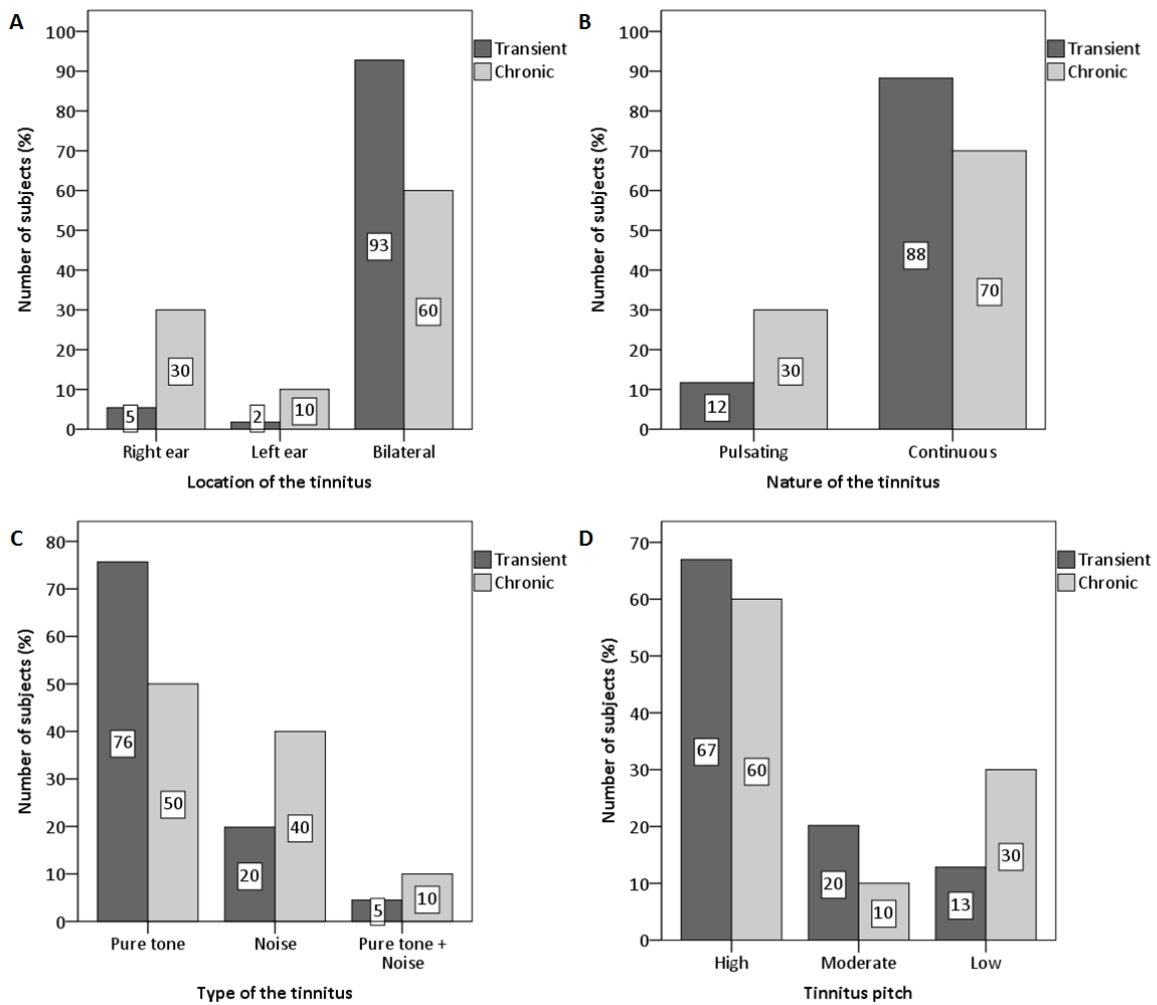 A
Number of subjects (%)
100
90
80
70
60
50
40
30
20
10
0
5
30
2
10
93
60
Right ear Left ear Bilateral
Location of the tinnitus
Transient
Chronic
B
Number of subjects (%)
100
90
80
70
60
50
40
30
20
10
0
12
30
88
70
Pulsating Continuous
Nature of the tinnitus
Transient
Chronic
C
Number of subjects (%)
80
70
60
50
40
30
20
10
0
76
50
20
40
5
10
Pure tone Noise Pure tone +
Noise
Type of the tinnitus
Transient
Chronic
D
Number of subjects (%)
70
60
50
40
30
20
10
0
67
60
20
10
13
30
High Moderate Low
Tinnitus pitch
Transient
Chronic